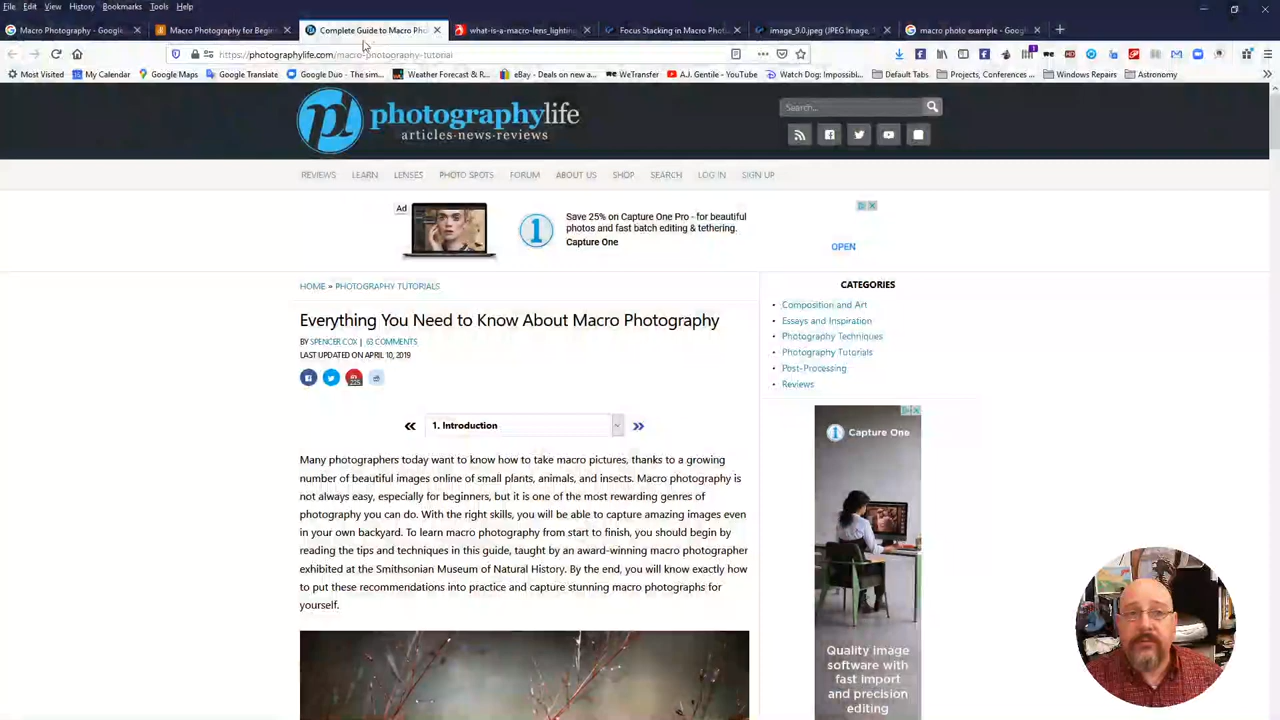 File Edit View History Bookmarks Tools Help
Macro Photography - Google
Macro Photography for Begin
Complete Guide to Macro Pho
what-is-a-macro-lens_lighting
Focus Stacking in Macro Phot
image_9.0.jpeg (JPEG Image,
macro photo example - Google
https://photographylife.com/macro-photography-tutorial
Most Visited Amazon Google Maps Google Translate Google Duo - The sim... Weather Forecast & R... eBay - Deals on new a... WeTransfer A.J. Gentile - YouTube Watch Dog: Impossibl... Default Tabs Projects, Conferences ... Windows Repairs Astronomy
photographylife
articles-news-reviews
Search...
REVIEWS LEARN LENSES PHOTO SPOTS FORUM ABOUT US SHOP SEARCH LOG IN SIGN UP
Ad
1
Save 25% on Capture One Pro - for beautiful
photos and fast batch editing & tethering.
Capture One
OPEN
HOME » PHOTOGRAPHY TUTORIALS
Everything You Need to Know About Macro Photography
BY SPENCER COX | 63 COMMENTS
LAST UPDATED ON APRIL 10, 2019
225
« 1. Introduction »
Many photographers today want to know how to take macro pictures, thanks to a growing
number of beautiful images online of small plants, animals, and insects. Macro photography is
not always easy, especially for beginners, but it is one of the most rewarding genres of
photography you can do. With the right skills, you will be able to capture amazing images even
in your own backyard. To learn macro photography from start to finish, you should begin by
reading the tips and techniques in this guide, taught by an award-winning macro photographer
exhibited at the Smithsonian Museum of Natural History. By the end, you will know exactly how
to put these recommendations into practice and capture stunning macro photographs for
yourself.
CATEGORIES
Composition and Art
Essays and Inspiration
Photography Techniques
Photography Tutorials
Post-Processing
Reviews
1 Capture One
Quality image
software with
fast import
and precision
editing